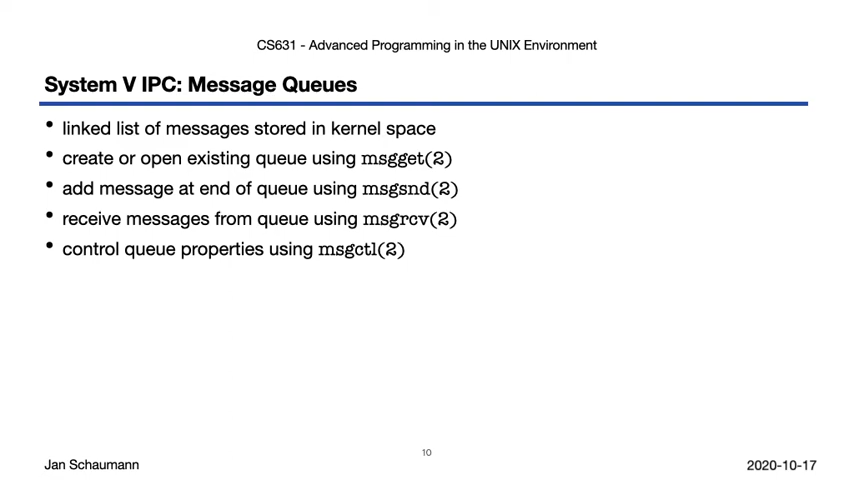 CS631 - Advanced Programming in the UNIX Environment
System V IPC: Message Queues
• linked list of messages stored in kernel space
• create or open existing queue using msgget(2)
• add message at end of queue using msgsnd(2)
• receive messages from queue using msgrcv(2)
• control queue properties using msgctl(2)
10
Jan Schaumann
2020-10-17